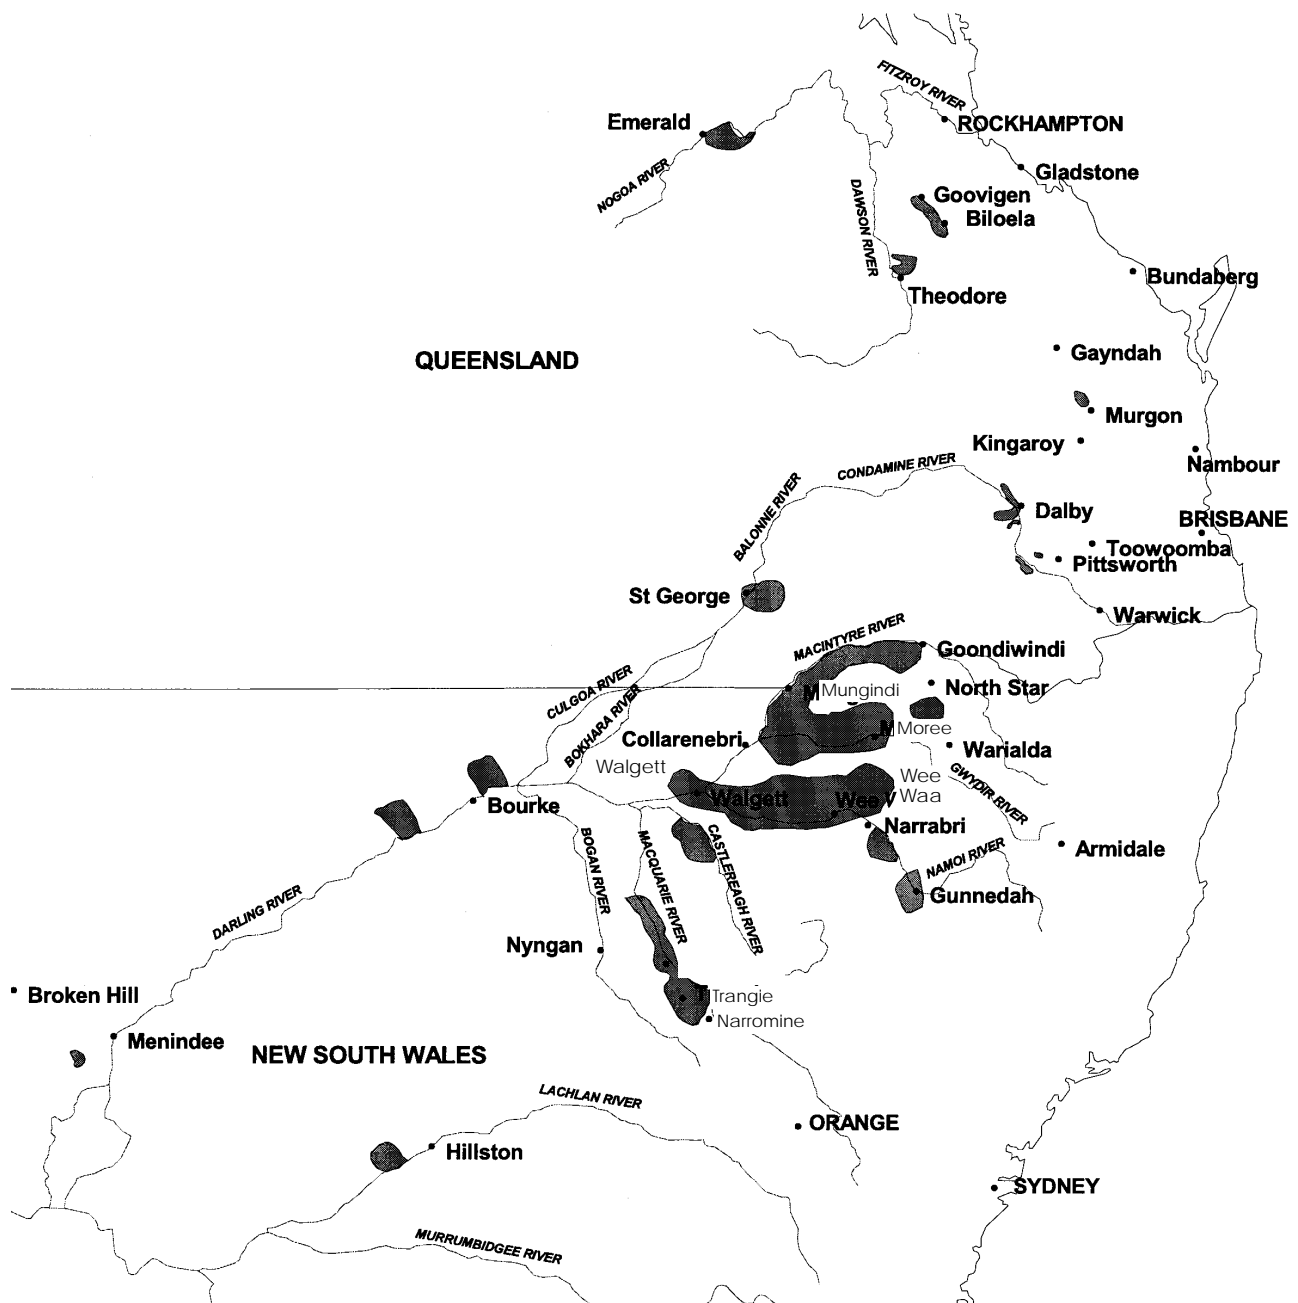 FITZROY RIVER
Emerald
ROCKHAMPTON
NOGOA RIVER
Gladstone
DAWSON RIVER
Goovigen
Biloela
Bundaberg
Theodore
QUEENSLAND
Gayndah
Murgon
Kingaroy
Nambour
CONDAMINE RIVER
BALONNE RIVER
Dalby
BRISBANE
Toowoomba
Pittsworth
St George
Warwick
MACINTYRE RIVER
Goondiwindi
CULGOA RIVER
M Mungindi
North Star
BOKHARA RIVER
Collarenebri
M Moree
Warialda
Walgett
Wee
Waa
GWYDIR RIVER
Bourke
Walgett
Wee W
Narrabri
BOGAN RIVER
MACQUARIE RIVER
CASTLEREAGH RIVER
NAMOI RIVER
Armidale
DARLING RIVER
Gunnedah
Nyngan
Broken Hill
T Trangie
Narromine
Menindee
NEW SOUTH WALES
LACHLAN RIVER
ORANGE
Hillston
SYDNEY
MURRUMBIDGEE RIVER